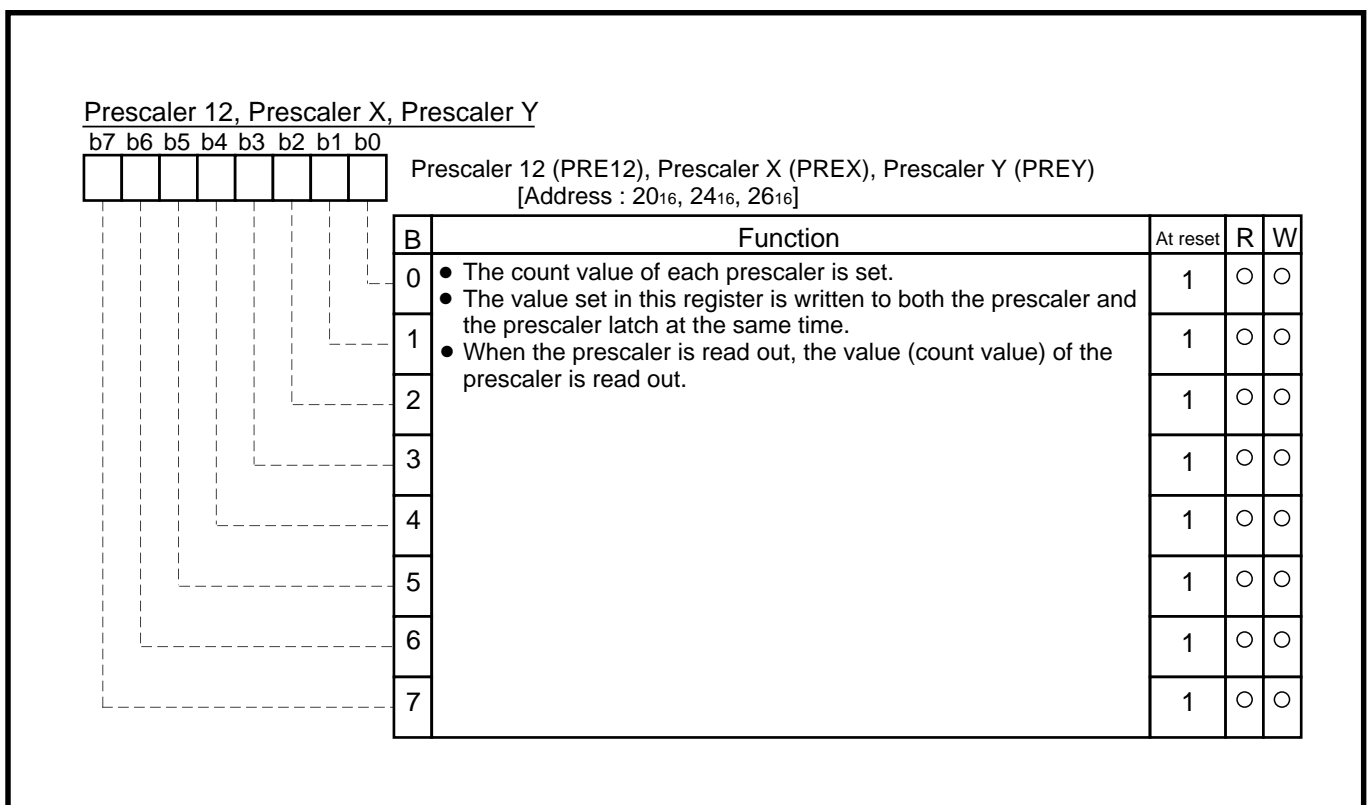 Prescaler 12, Prescaler X, Prescaler Y
b7 b6 b5 b4 b3 b2 b1 b0
Prescaler 12 (PRE12), Prescaler X (PREX), Prescaler Y (PREY)
[Address : 2016, 2416, 2616]
B Function At reset R W
0 ● The count value of each prescaler is set. 1 ○ ○
● The value set in this register is written to both the prescaler and
the prescaler latch at the same time.
1 1 ○ ○
● When the prescaler is read out, the value (count value) of the
prescaler is read out.
2 1 ○ ○
3 1 ○ ○
4 1 ○ ○
5 1 ○ ○
6 1 ○ ○
7 1 ○ ○